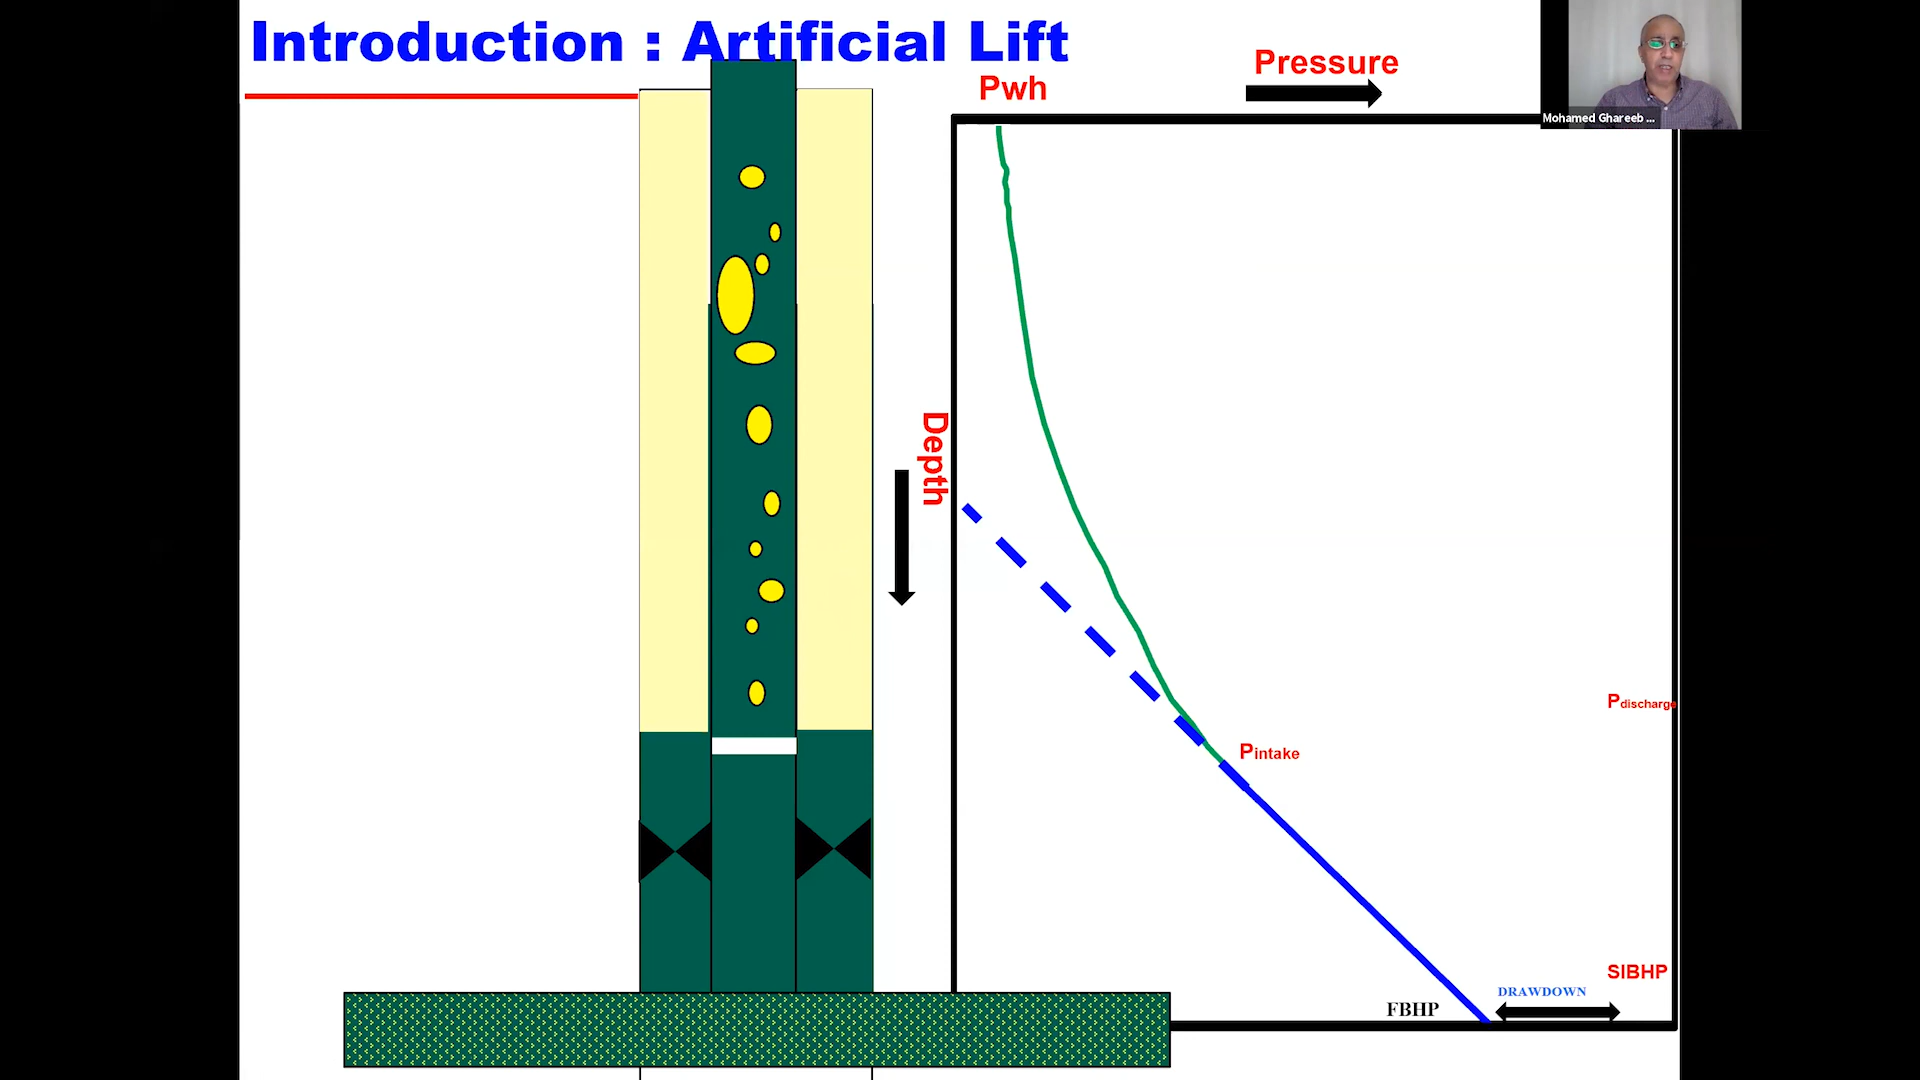 Introduction : Artificial Lift
Pressure
Pwh
Mohamed Ghareeb ...
Depth
Pdischarge
Pintake
SIBHP
DRAWDOWN
FBHP